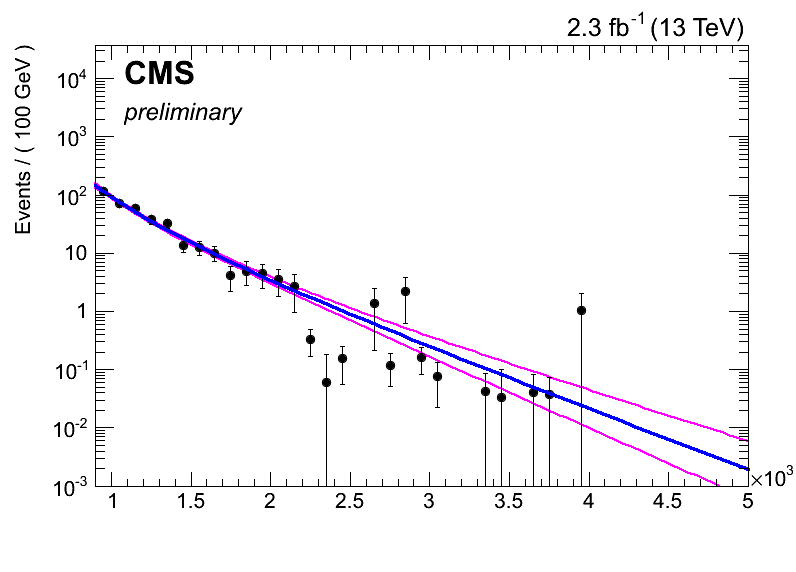 2.3 fb⁻¹ (13 TeV)
CMS
preliminary
Events / ( 100 GeV )
10⁴
10³
10²
10
1
10⁻¹
10⁻²
10⁻³
1 1.5 2 2.5 3 3.5 4 4.5 5
×10³